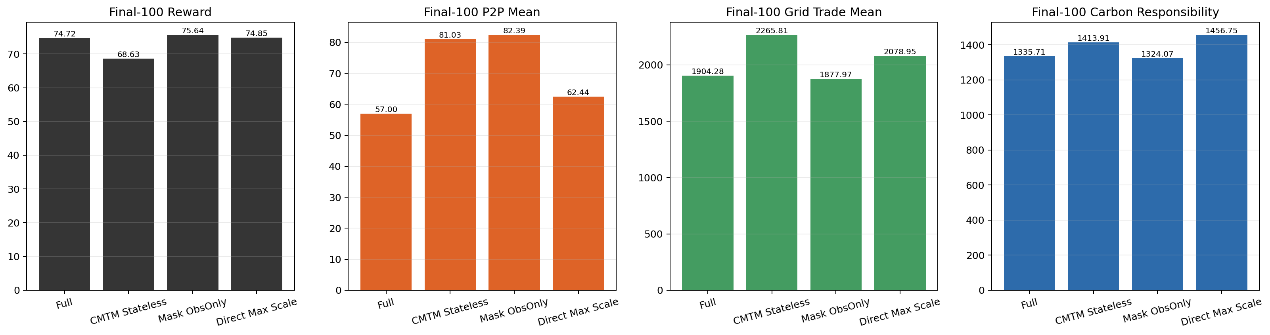 Final-100 Reward
74.72
68.63
75.64
74.85
70
60
50
40
30
20
10
0
Full
CMTM Stateless
Mask ObsOnly
Direct Max Scale
Final-100 P2P Mean
57.00
81.03
82.39
62.44
80
70
60
50
40
30
20
10
0
Full
CMTM Stateless
Mask ObsOnly
Direct Max Scale
Final-100 Grid Trade Mean
1904.28
2265.81
1877.97
2078.95
2000
1500
1000
500
0
Full
CMTM Stateless
Mask ObsOnly
Direct Max Scale
Final-100 Carbon Responsibility
1335.71
1413.91
1324.07
1456.75
1400
1200
1000
800
600
400
200
0
Full
CMTM Stateless
Mask ObsOnly
Direct Max Scale